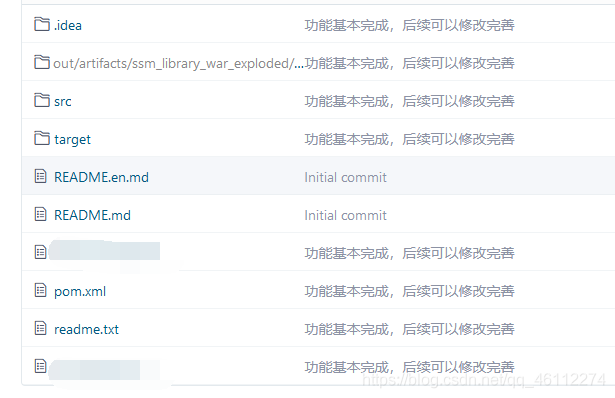 .idea 功能基本完成，后续可以修改完善
out/artifacts/ssm_library_war_exploded/... 功能基本完成，后续可以修改完善
src 功能基本完成，后续可以修改完善
target 功能基本完成，后续可以修改完善
README.en.md Initial commit
README.md Initial commit
功能基本完成，后续可以修改完善
pom.xml 功能基本完成，后续可以修改完善
readme.txt 功能基本完成，后续可以修改完善
功能基本完成，后续可以修改完善
https://blog.csdn.net/qq_46112274